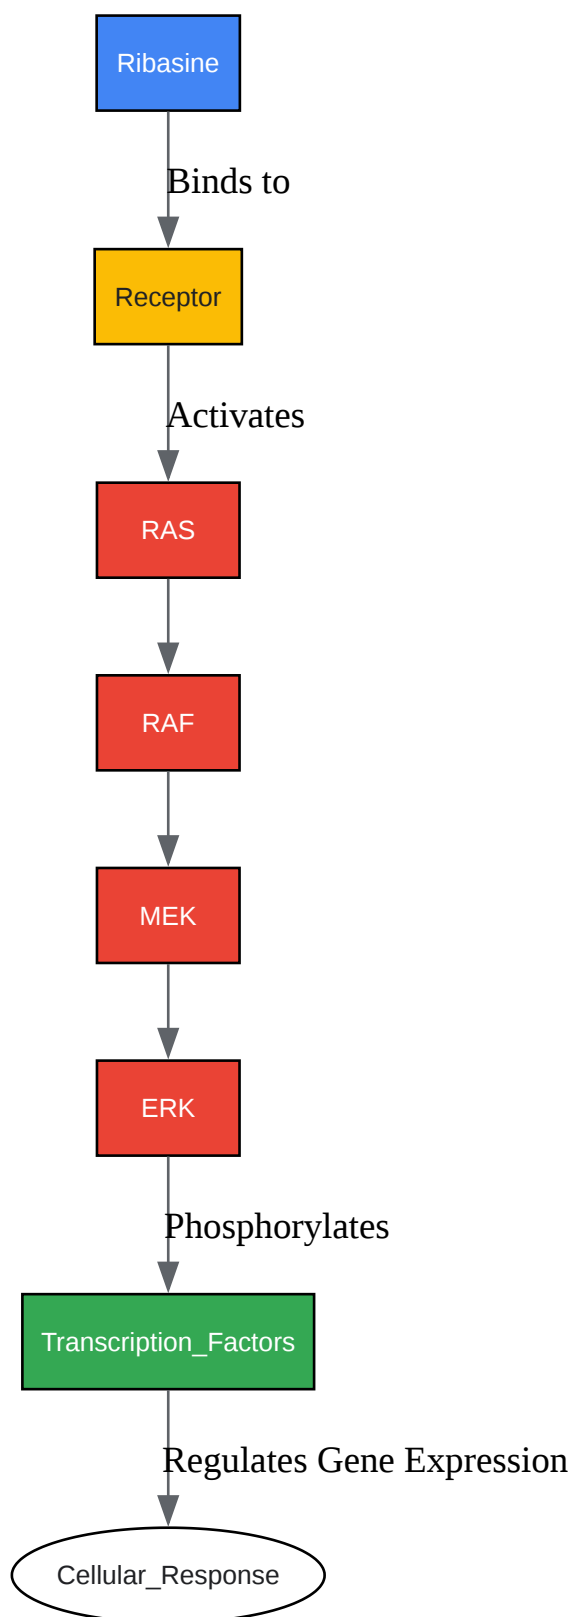 Ribasine
Binds to
Receptor
Activates
RAS
RAF
MEK
ERK
Phosphorylates
Transcription_Factors
Regulates Gene Expression
Cellular_Response